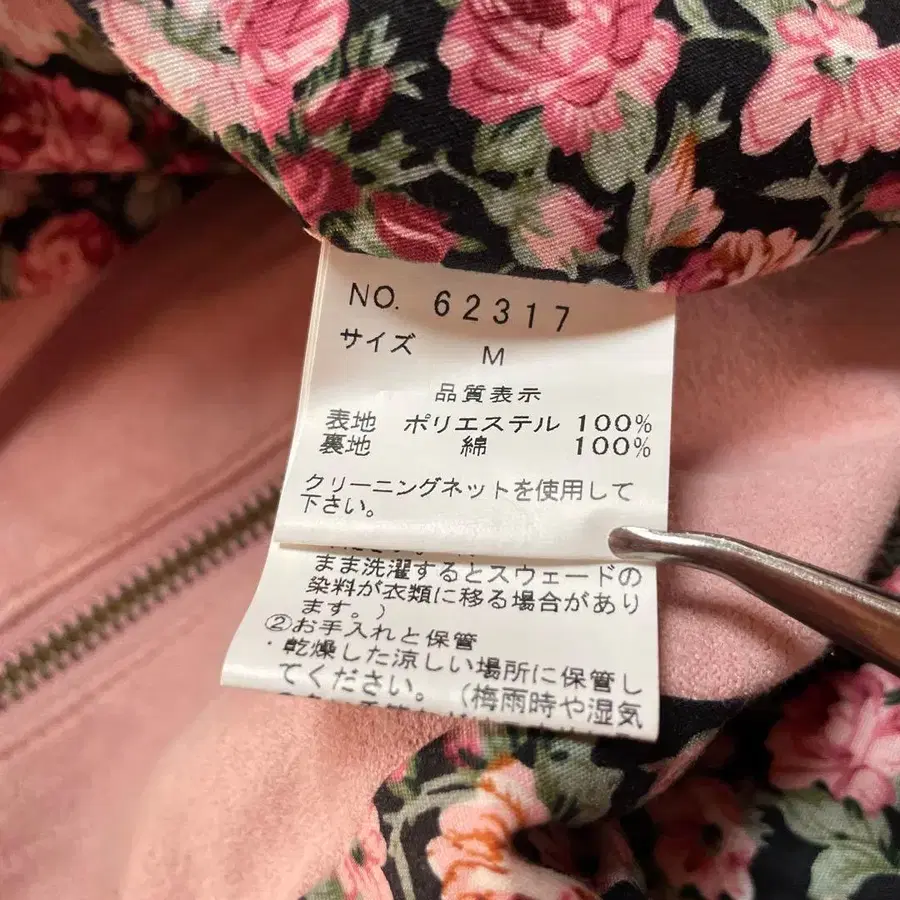 NO. 62317
サイズ M
品質表示
表地 ポリエステル 100%
裏地 綿 100%
クリーニングネットを使用して
下さい。
まま洗濯するとスウェードの
染料が衣類に移る場合があり
ます。)
②お手入れと保管
・乾燥した涼しい場所に保管し
てください。(梅雨時や湿気